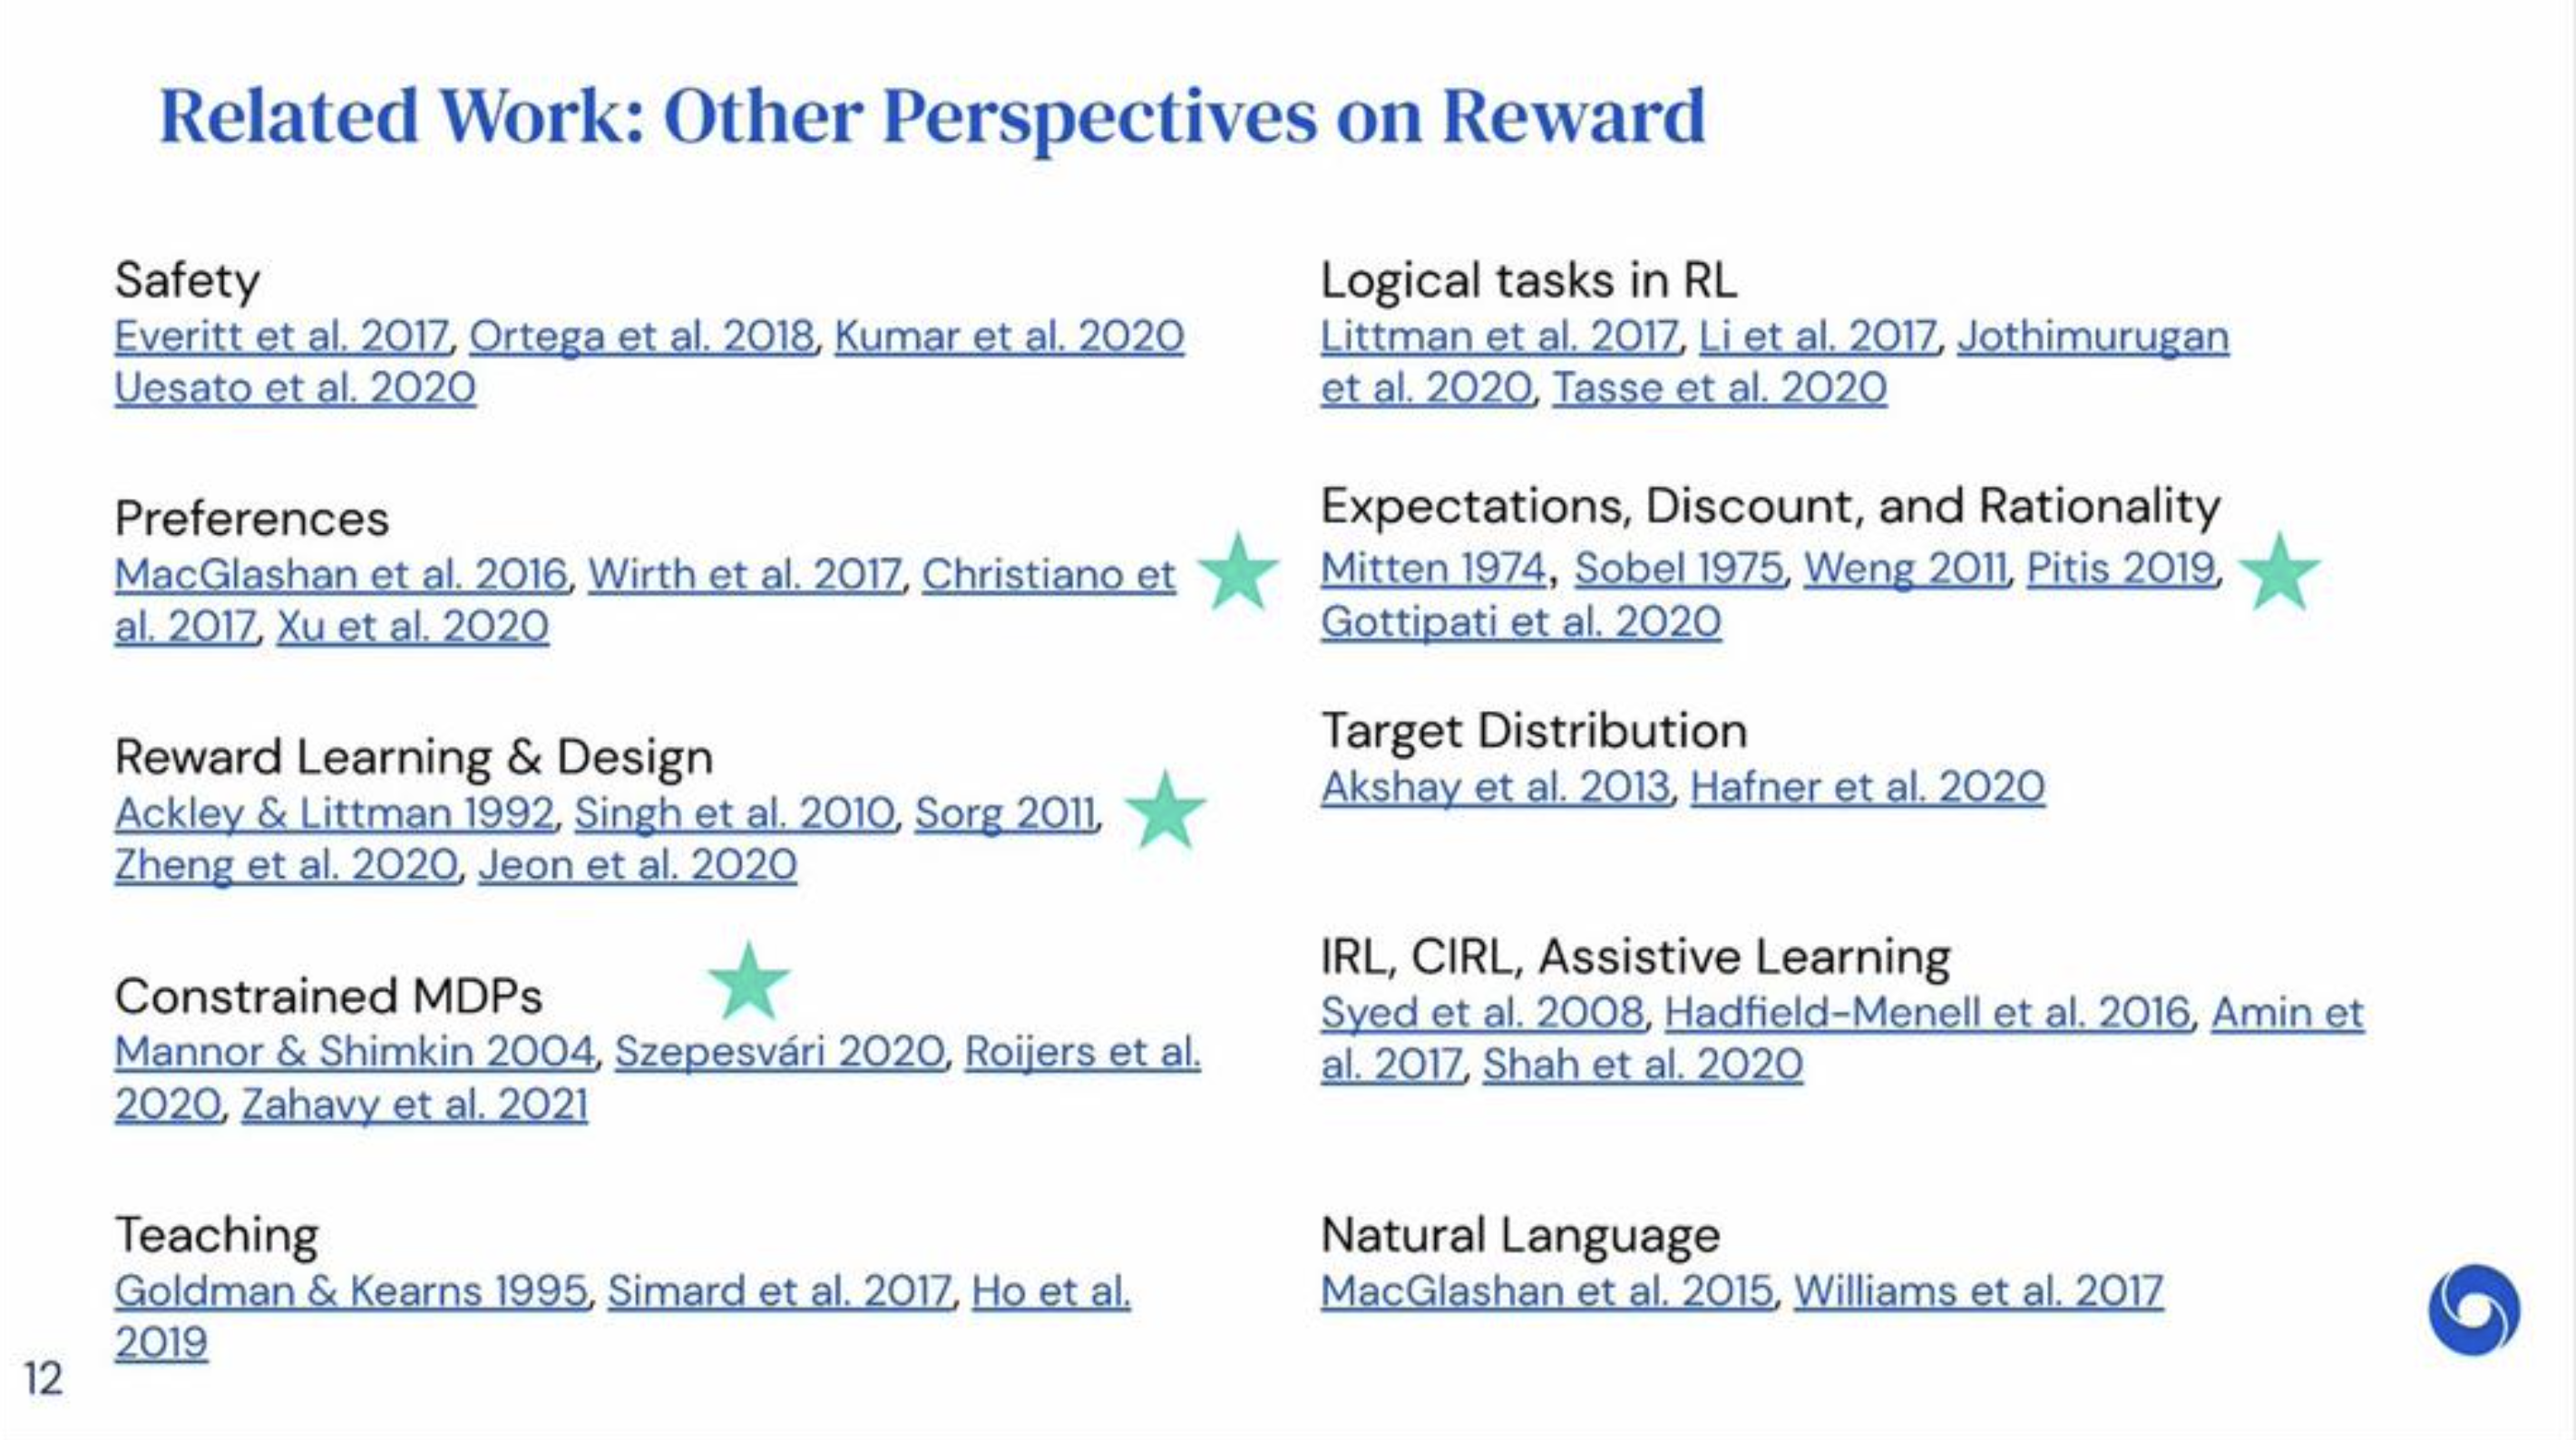 Related Work: Other Perspectives on Reward
Safety
Everitt et al. 2017, Ortega et al. 2018, Kumar et al. 2020
Uesato et al. 2020
Preferences
MacGlashan et al. 2016, Wirth et al. 2017, Christiano et
al. 2017, Xu et al. 2020
Reward Learning & Design
Ackley & Littman 1992, Singh et al. 2010, Sorg 2011,
Zheng et al. 2020, Jeon et al. 2020
Constrained MDPs
Mannor & Shimkin 2004, Szepesvári 2020, Roijers et al.
2020, Zahavy et al. 2021
Teaching
Goldman & Kearns 1995, Simard et al. 2017, Ho et al.
2019
Logical tasks in RL
Littman et al. 2017, Li et al. 2017, Jothimurugan
et al. 2020, Tasse et al. 2020
Expectations, Discount, and Rationality
Mitten 1974, Sobel 1975, Weng 2011, Pitis 2019,
Gottipati et al. 2020
Target Distribution
Akshay et al. 2013, Hafner et al. 2020
IRL, CIRL, Assistive Learning
Syed et al. 2008, Hadfield-Menell et al. 2016, Amin et
al. 2017, Shah et al. 2020
Natural Language
MacGlashan et al. 2015, Williams et al. 2017
12